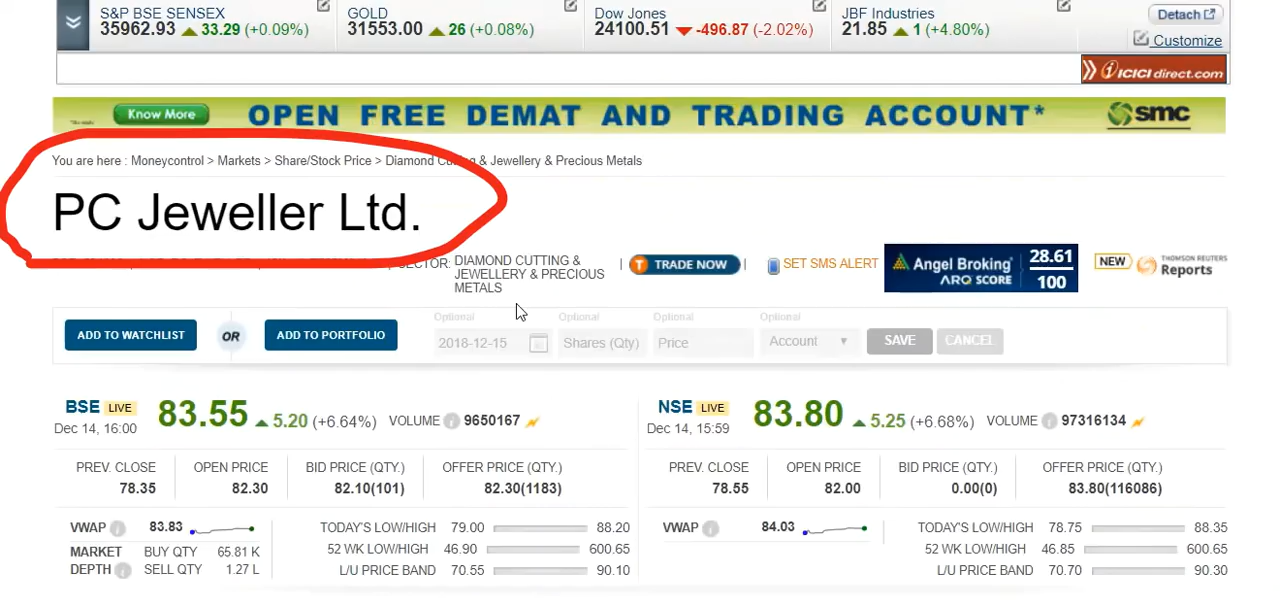 S&P BSE SENSEX
35962.93 33.29 (+0.09%)
GOLD
31553.00 26 (+0.08%)
Dow Jones
24100.51 -496.87 (-2.02%)
JBF Industries
21.85 1 (+4.80%)
Detach
Customize
ICICI direct.com
Know More OPEN FREE DEMAT AND TRADING ACCOUNT* smc
You are here : Moneycontrol > Markets > Share/Stock Price > Diamond Cutting & Jewellery & Precious Metals
PC Jeweller Ltd.
SECTOR: DIAMOND CUTTING &
JEWELLERY & PRECIOUS
METALS
| TRADE NOW |
SET SMS ALERT
Angel Broking
ARQ SCORE
28.61
100
NEW THOMSON REUTERS
Reports
ADD TO WATCHLIST OR ADD TO PORTFOLIO
Optional Optional Optional Optional
2018-12-15 Shares (Qty) Price Account SAVE CANCEL
BSE LIVE 83.55 5.20 (+6.64%) VOLUME 9650167
Dec 14, 16:00
PREV. CLOSE OPEN PRICE BID PRICE (QTY.) OFFER PRICE (QTY.)
78.35 82.30 82.10(101) 82.30(1183)
VWAP 83.83
MARKET BUY QTY 65.81 K
DEPTH SELL QTY 1.27 L
TODAY'S LOW/HIGH 79.00 88.20
52 WK LOW/HIGH 46.90 600.65
L/U PRICE BAND 70.55 90.10
NSE LIVE 83.80 5.25 (+6.68%) VOLUME 97316134
Dec 14, 15:59
PREV. CLOSE OPEN PRICE BID PRICE (QTY.) OFFER PRICE (QTY.)
78.55 82.00 0.00(0) 83.80(116086)
VWAP 84.03
TODAY'S LOW/HIGH 78.75 88.35
52 WK LOW/HIGH 46.85 600.65
L/U PRICE BAND 70.70 90.30